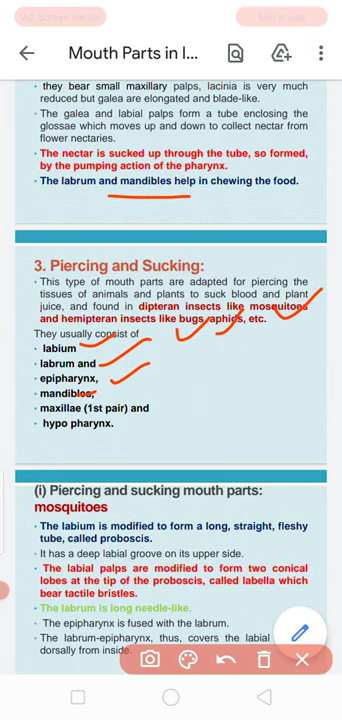 AZ Screen Recor
Mic in use
Mouth Parts in I...
they bear small maxillary palps, lacinia is very much
reduced but galea are elongated and blade-like.
• The galea and labial palps form a tube enclosing the
glossae which moves up and down to collect nectar from
flower nectaries.
• The nectar is sucked up through the tube, so formed,
by the pumping action of the pharynx.
• The labrum and mandibles help in chewing the food.
3. Piercing and Sucking:
• This type of mouth parts are adapted for piercing the
tissues of animals and plants to suck blood and plant
juice, and found in dipteran insects like mosquitoes
and hemipteran insects like bugs, aphids, etc.
They usually consist of
• labium
• labrum and
• epipharynx,
• mandibles,
• maxillae (1st pair) and
• hypo pharynx.
(i) Piercing and sucking mouth parts:
mosquitoes
• The labium is modified to form a long, straight, fleshy
tube, called proboscis.
• It has a deep labial groove on its upper side.
• The labial palps are modified to form two conical
lobes at the tip of the proboscis, called labella which
bear tactile bristles.
• The labrum is long needle-like.
• The epipharynx is fused with the labrum.
• The labrum-epipharynx, thus, covers the labial
dorsally from inside.